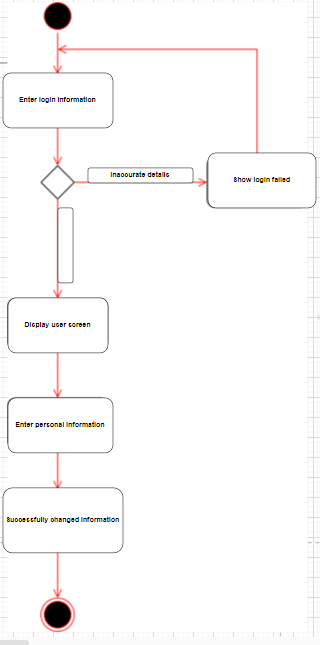 Enter login information
Inaccurate details
Show login failed
Display user screen
Enter personal information
Successfully changed information